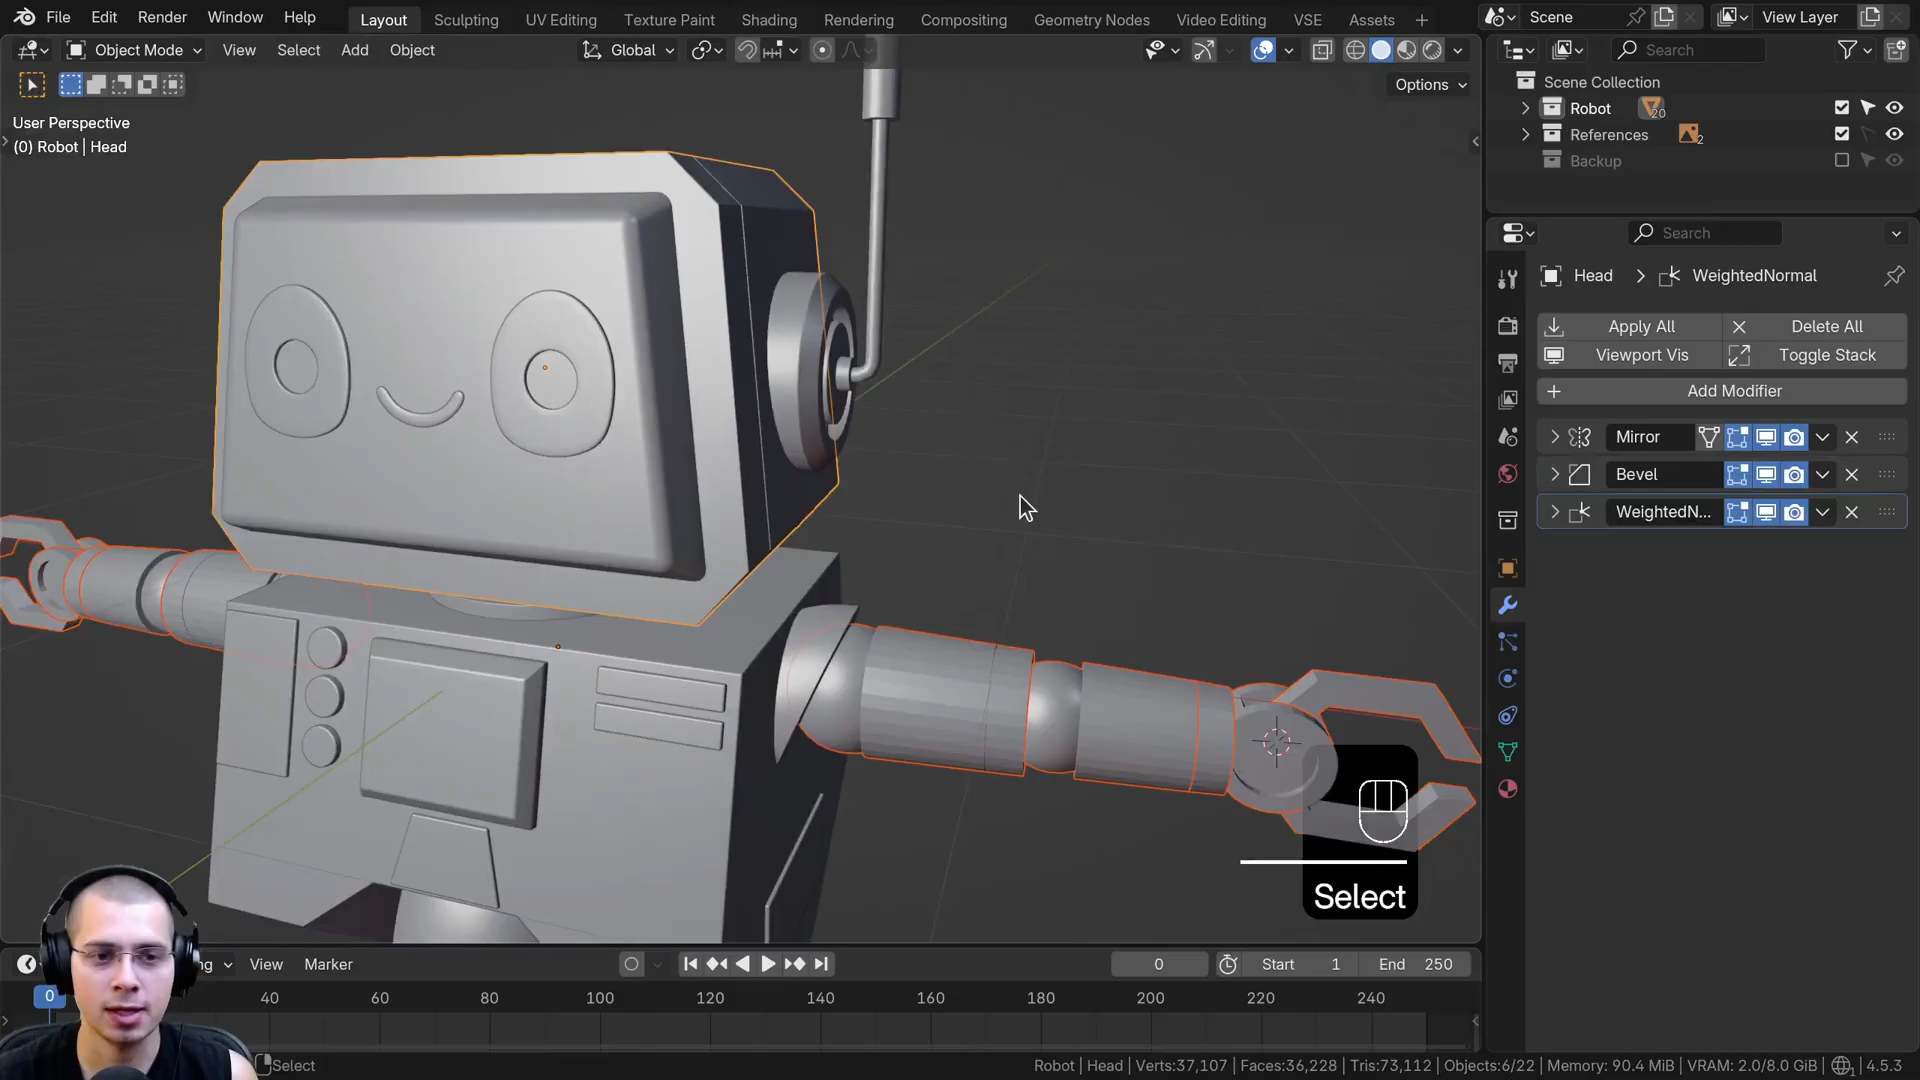 File Edit Render Window Help Layout Sculpting UV Editing Texture Paint Shading Animation Rendering Compositing Geometry Nodes Video Editing VSE Assets Scene View Layer
Object Mode View Select Add Object Global Search
Options
User Perspective
(0) Robot | Head
Scene Collection
Robot 20
References 2
Backup
Search
Head WeightedNormal
Apply All Delete All
Viewport Vis Toggle Stack
Add Modifier
Mirror
Bevel
WeightedN...
Select
View Marker 0 Start 1 End 250
0 40 60 80 100 120 140 160 180 200 220 240
Select Robot | Head | Verts:37,107 | Faces:36,228 | Tris:73,112 | Objects:6/22 | Memory: 90.4 MiB | VRAM: 2.0/8.0 GiB | 4.5.3